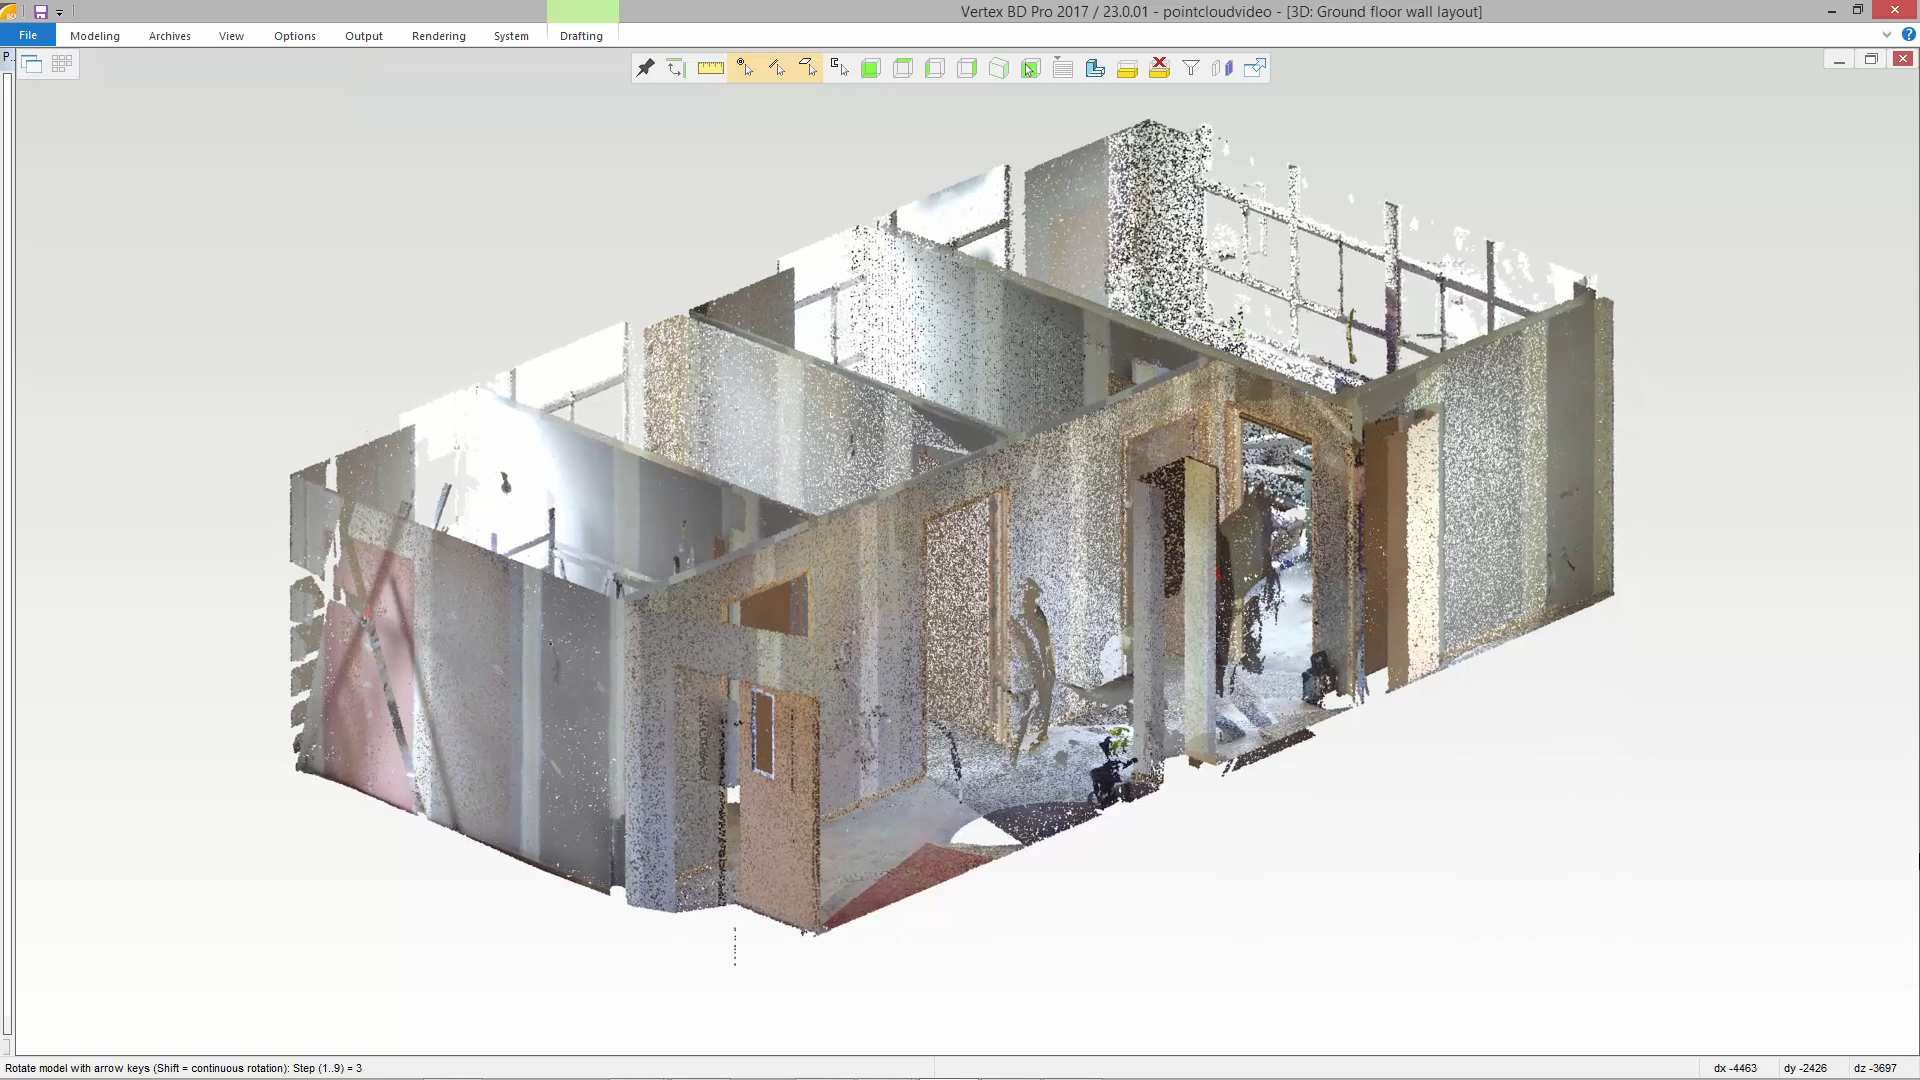 Vertex BD Pro 2017 / 23.0.01 - pointcloudvideo - [3D: Ground floor wall layout]
File Modeling Archives View Options Output Rendering System Drafting
P..
Rotate model with arrow keys (Shift = continuous rotation): Step (1..9) = 3
dx -4463 dy -2426 dz -3697